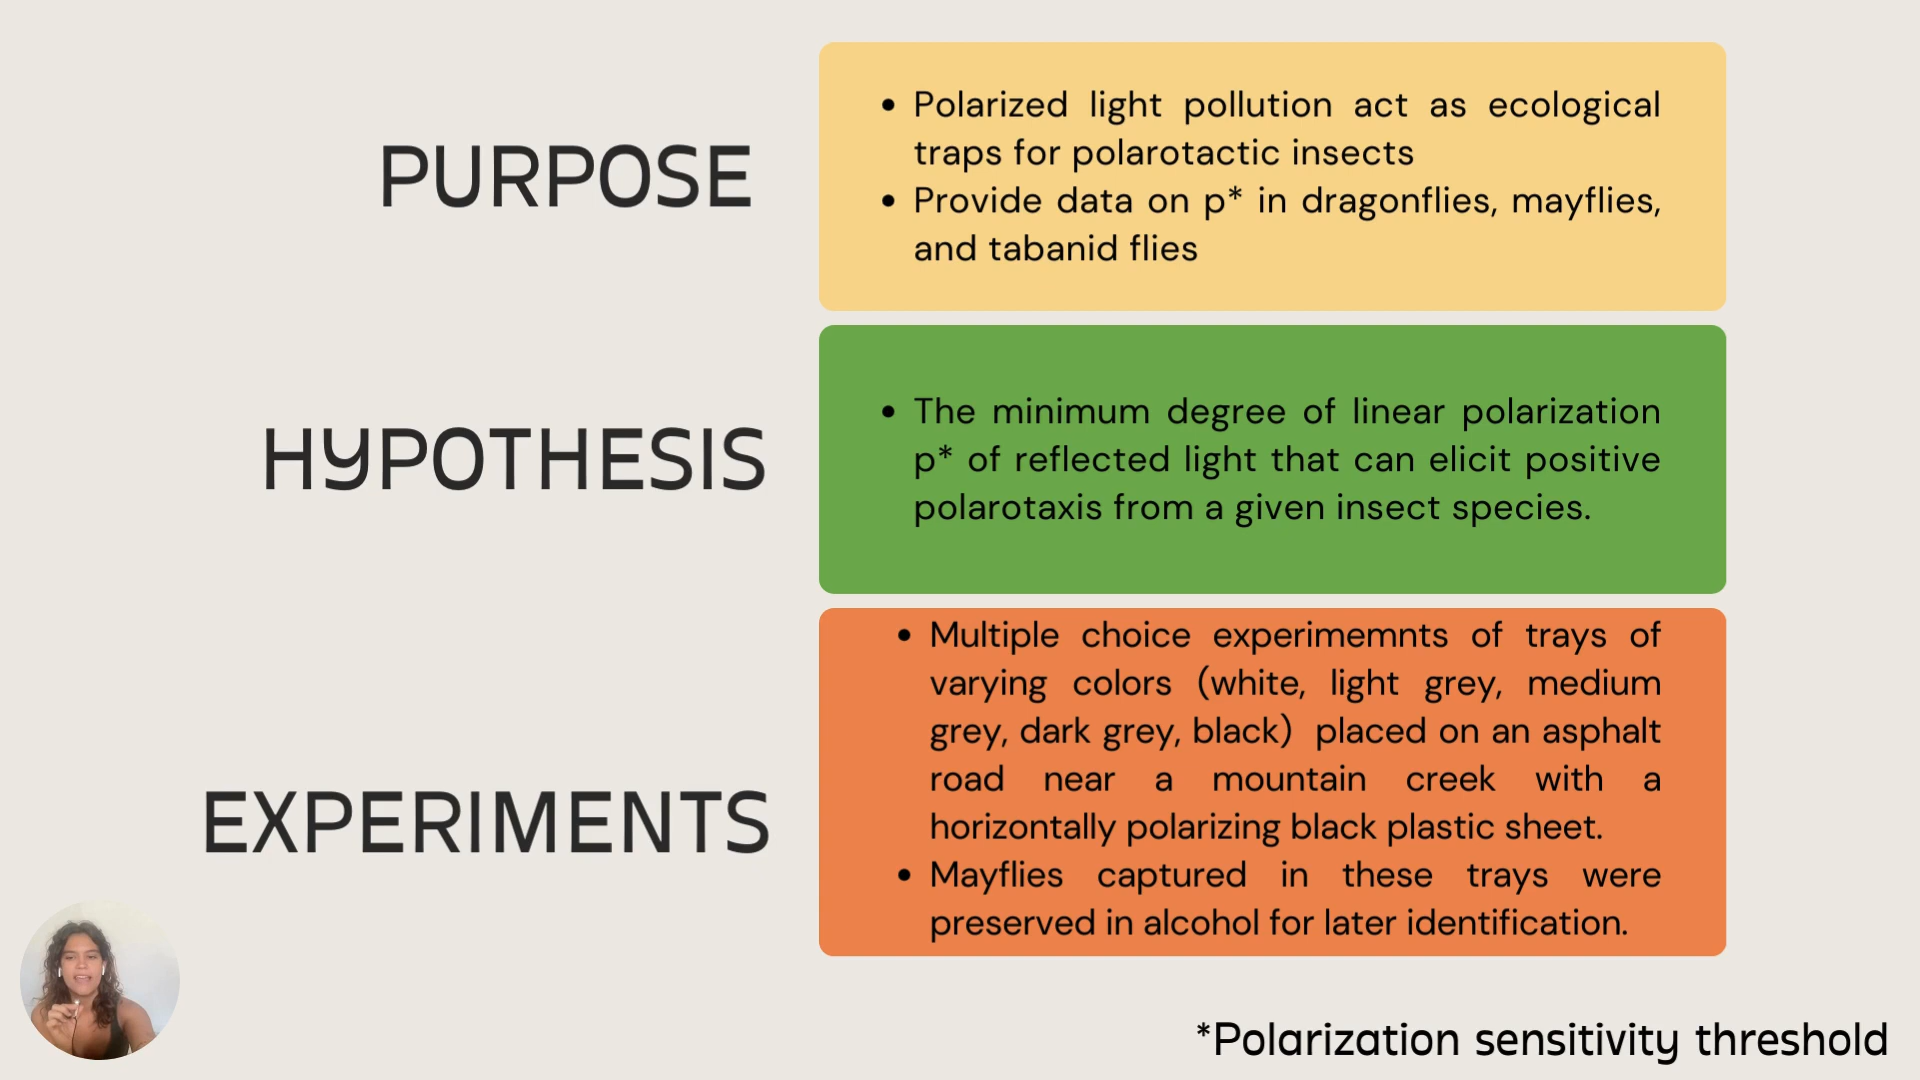 PURPOSE
• Polarized light pollution act as ecological
traps for polarotactic insects
• Provide data on p* in dragonflies, mayflies,
and tabanid flies
HYPOTHESIS
• The minimum degree of linear polarization
p* of reflected light that can elicit positive
polarotaxis from a given insect species.
EXPERIMENTS
• Multiple choice experimemnts of trays of
varying colors (white, light grey, medium
grey, dark grey, black) placed on an asphalt
road near a mountain creek with a
horizontally polarizing black plastic sheet.
• Mayflies captured in these trays were
preserved in alcohol for later identification.
*Polarization sensitivity threshold